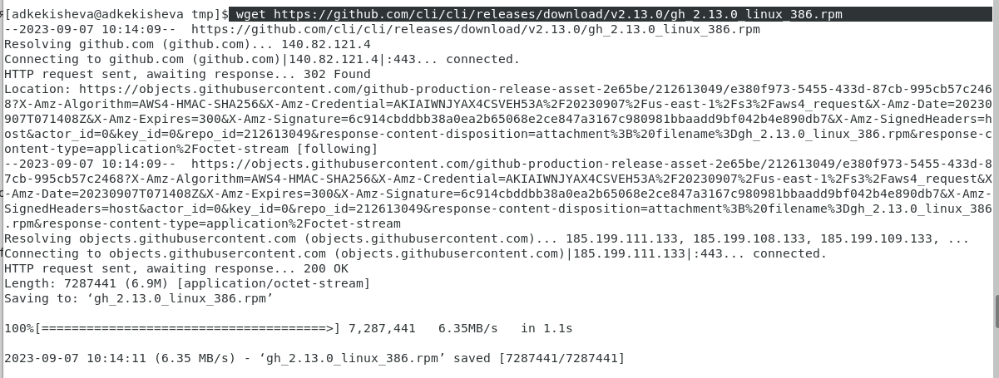 [adkekisheva@adkekisheva tmp]$ wget https://github.com/cli/cli/releases/download/v2.13.0/gh_2.13.0_linux_386.rpm
--2023-09-07 10:14:09--  https://github.com/cli/cli/releases/download/v2.13.0/gh_2.13.0_linux_386.rpm
Resolving github.com (github.com)... 140.82.121.4
Connecting to github.com (github.com)|140.82.121.4|:443... connected.
HTTP request sent, awaiting response... 302 Found
Location: https://objects.githubusercontent.com/github-production-release-asset-2e65be/212613049/e380f973-5455-433d-87cb-995cb57c246
8?X-Amz-Algorithm=AWS4-HMAC-SHA256&X-Amz-Credential=AKIAIWNJYAX4CSVEH53A%2F20230907%2Fus-east-1%2Fs3%2Faws4_request&X-Amz-Date=20230
907T071408Z&X-Amz-Expires=300&X-Amz-Signature=6c914cbddbb38a0ea2b65068e2ce847a3167c980981bbaadd9bf042b4e890db7&X-Amz-SignedHeaders=h
ost&actor_id=0&key_id=0&repo_id=212613049&response-content-disposition=attachment%3B%20filename%3Dgh_2.13.0_linux_386.rpm&response-c
ontent-type=application%2Foctet-stream [following]
--2023-09-07 10:14:09--  https://objects.githubusercontent.com/github-production-release-asset-2e65be/212613049/e380f973-5455-433d-8
7cb-995cb57c2468?X-Amz-Algorithm=AWS4-HMAC-SHA256&X-Amz-Credential=AKIAIWNJYAX4CSVEH53A%2F20230907%2Fus-east-1%2Fs3%2Faws4_request&X
-Amz-Date=20230907T071408Z&X-Amz-Expires=300&X-Amz-Signature=6c914cbddbb38a0ea2b65068e2ce847a3167c980981bbaadd9bf042b4e890db7&X-Amz-
SignedHeaders=host&actor_id=0&key_id=0&repo_id=212613049&response-content-disposition=attachment%3B%20filename%3Dgh_2.13.0_linux_386
.rpm&response-content-type=application%2Foctet-stream
Resolving objects.githubusercontent.com (objects.githubusercontent.com)... 185.199.111.133, 185.199.108.133, 185.199.109.133, ...
Connecting to objects.githubusercontent.com (objects.githubusercontent.com)|185.199.111.133|:443... connected.
HTTP request sent, awaiting response... 200 OK
Length: 7287441 (6.9M) [application/octet-stream]
Saving to: ‘gh_2.13.0_linux_386.rpm’
100%[======================================>] 7,287,441   6.35MB/s   in 1.1s
2023-09-07 10:14:11 (6.35 MB/s) - ‘gh_2.13.0_linux_386.rpm’ saved [7287441/7287441]